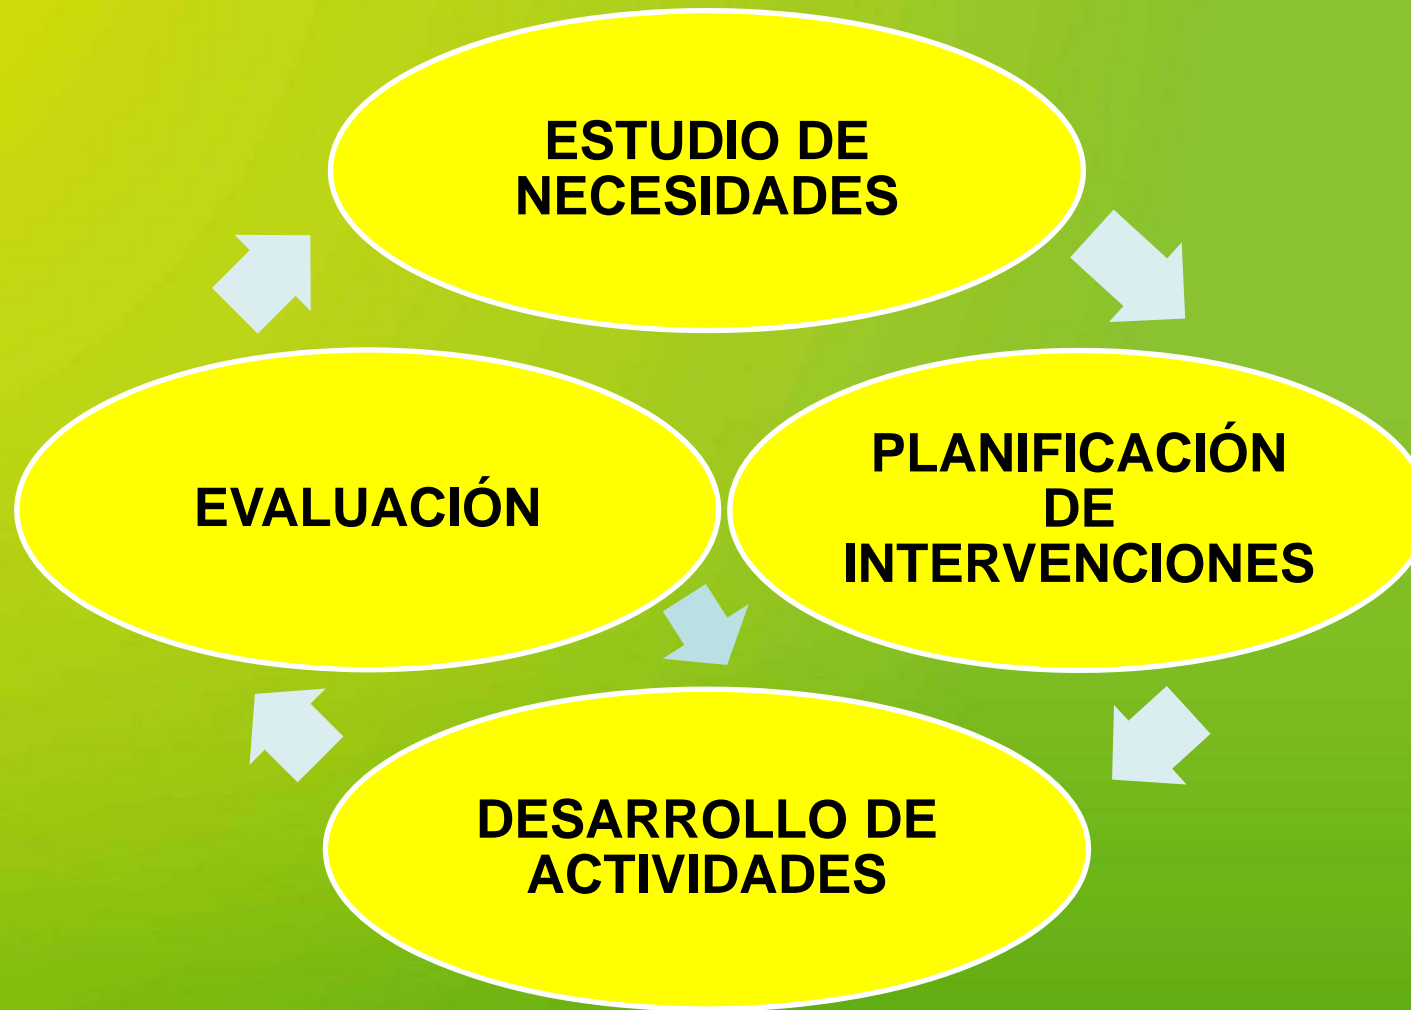 ESTUDIO DE
NECESIDADES
PLANIFICACIÓN
DE
INTERVENCIONES
EVALUACIÓN
DESARROLLO DE
ACTIVIDADES